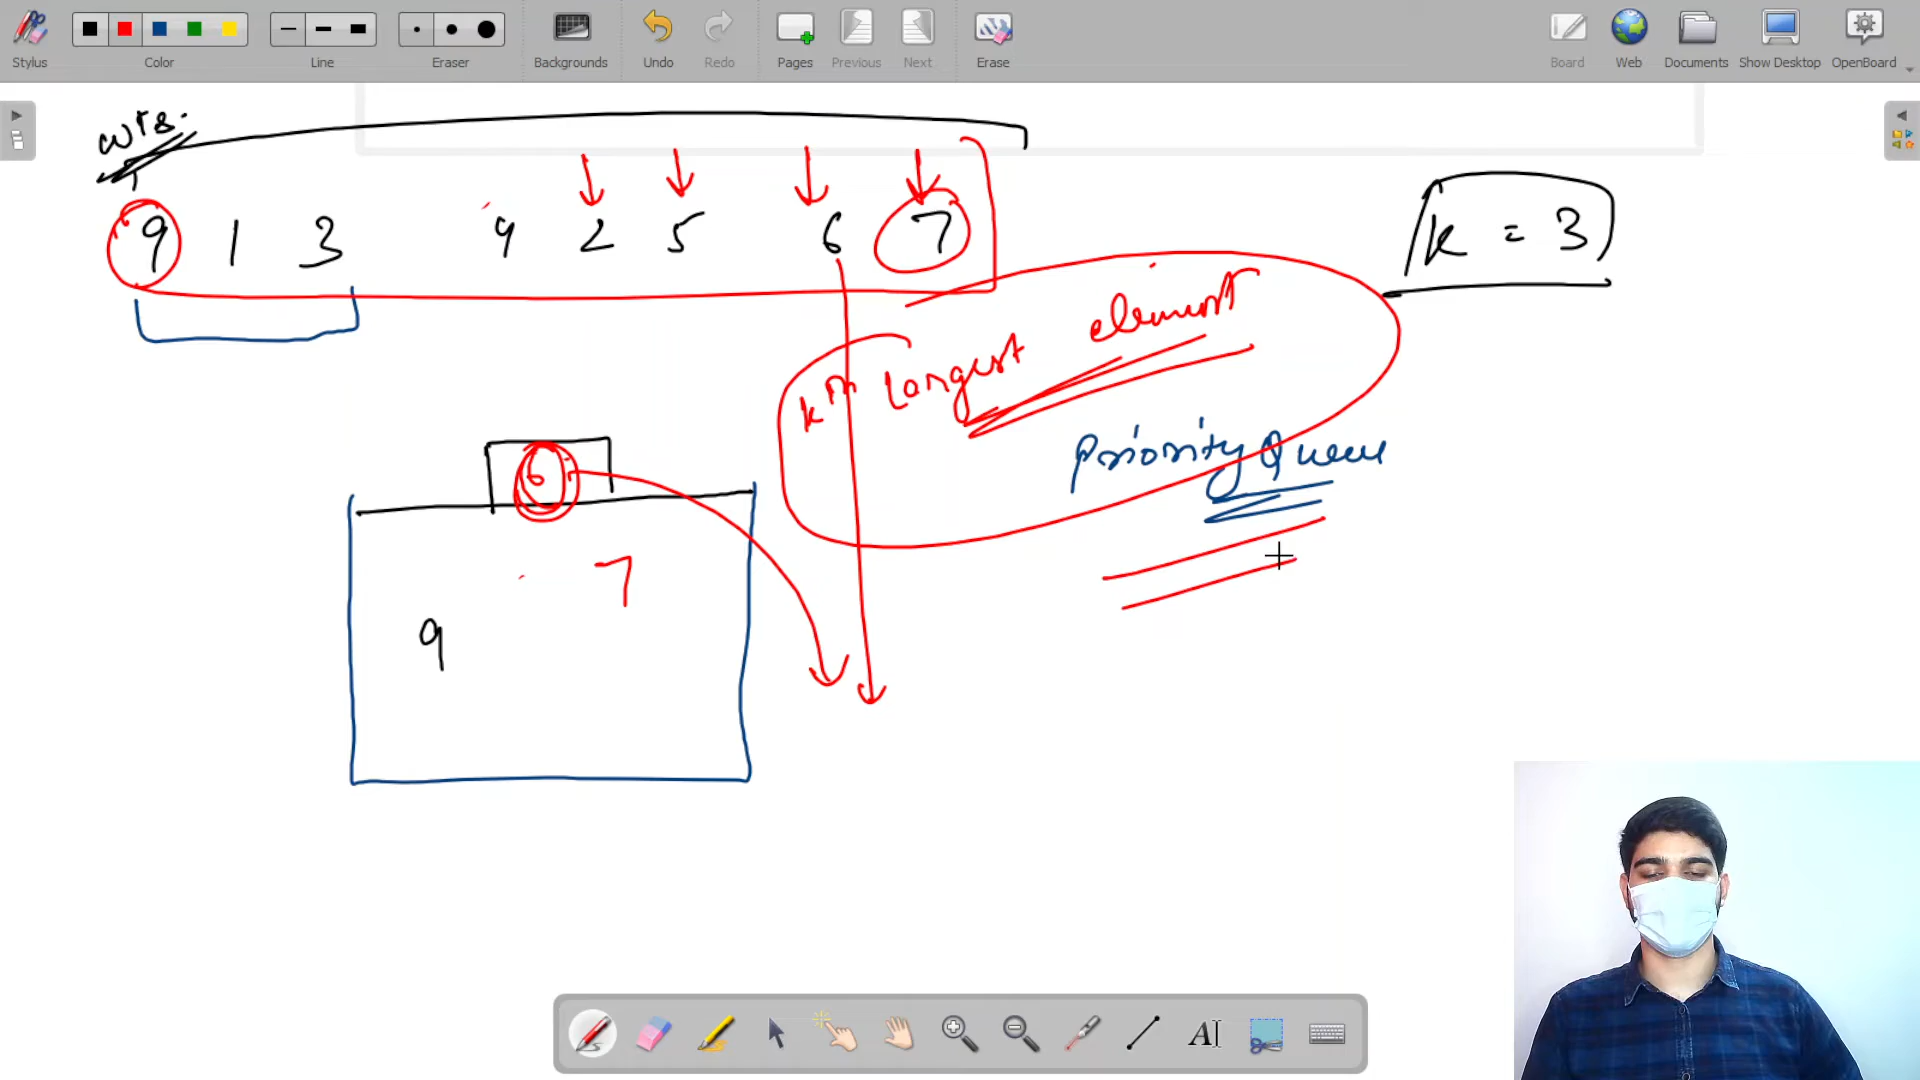 Stylus Color Line Eraser Backgrounds Undo Redo Pages Previous Next Erase Board Web Documents Show Desktop OpenBoard
9 1 3 4 2 5 6 7
k = 3
kth largest element
Priority Queue
6
7
9